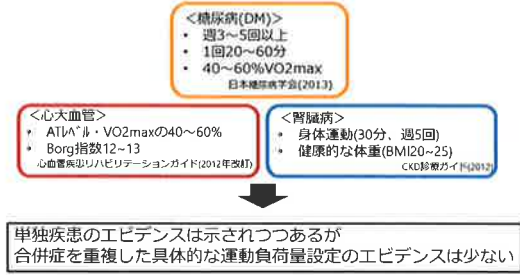 ＜糖尿病(DM)＞
• 週3～5回以上
• 1回20～60分
• 40～60%VO2max
日本糖尿病学会(2013)
＜心大血管＞
• ATﾚﾍﾞﾙ・VO2maxの40～60%
• Borg指数12~13
心血管疾患リハビリテーションガイド(2012年改訂)
＜腎臓病＞
• 身体運動(30分、週5回)
• 健康的な体重(BMI20~25)
CKD診療ガイド(2012)
単独疾患のエビデンスは示されつつあるが
合併症を重複した具体的な運動負荷量設定のエビデンスは少ない